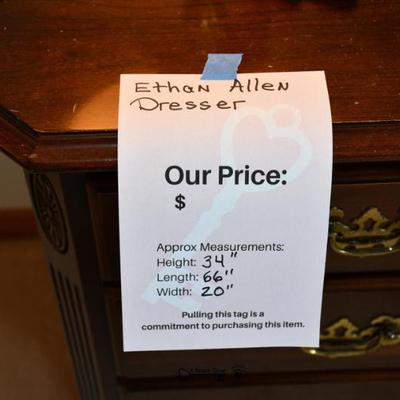 Ethan Allen
Dresser
Our Price:
$
Approx Measurements:
Height: 34"
Length: 66"
Width: 20"
Pulling this tag is a
commitment to purchasing this item.